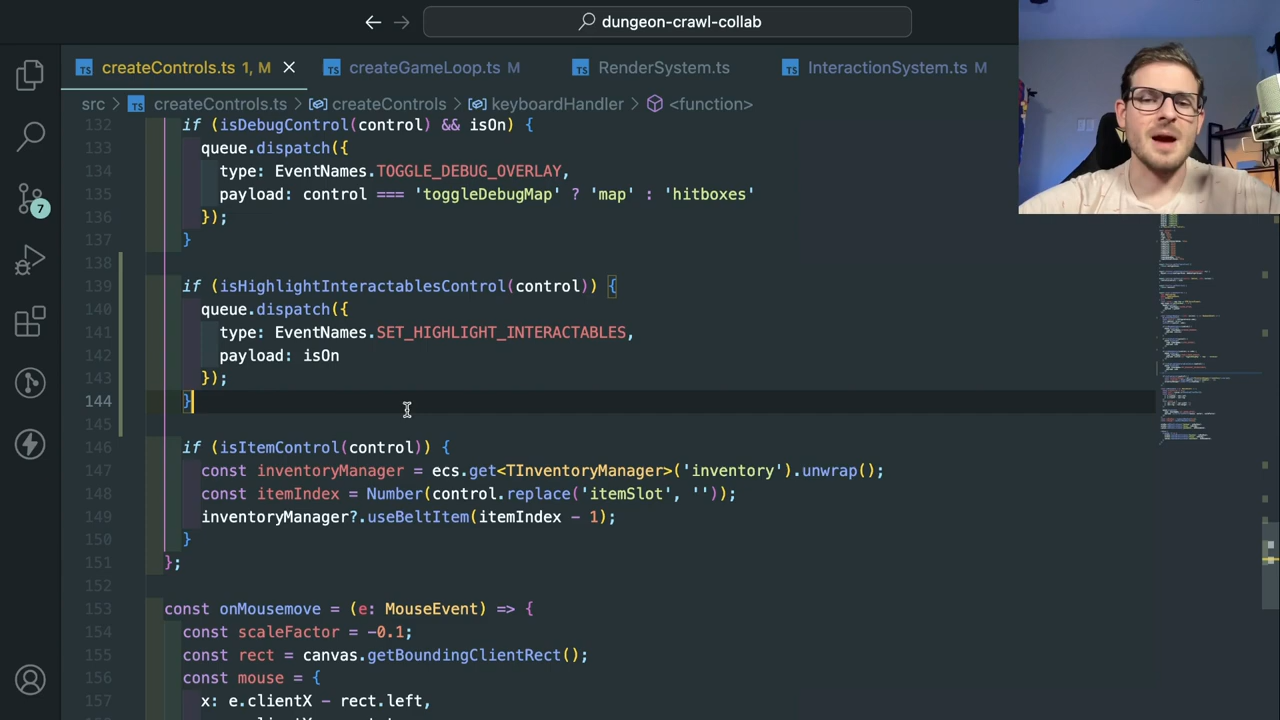 dungeon-crawl-collab
TS createControls.ts 1, M
TS createGameLoop.ts M
TS RenderSystem.ts
TS InteractionSystem.ts M
src > TS createControls.ts > createControls > keyboardHandler > <function>
7
132 if (isDebugControl(control) && isOn) {
133 queue.dispatch({
134 type: EventNames.TOGGLE_DEBUG_OVERLAY,
135 payload: control === 'toggleDebugMap' ? 'map' : 'hitboxes'
136 });
137 }
138
139 if (isHighlightInteractablesControl(control)) {
140 queue.dispatch({
141 type: EventNames.SET_HIGHLIGHT_INTERACTABLES,
142 payload: isOn
143 });
144 }
145
146 if (isItemControl(control)) {
147 const inventoryManager = ecs.get<TInventoryManager>('inventory').unwrap();
148 const itemIndex = Number(control.replace('itemSlot', ''));
149 inventoryManager?.useBeltItem(itemIndex - 1);
150 }
151 };
152
153 const onMousemove = (e: MouseEvent) => {
154 const scaleFactor = -0.1;
155 const rect = canvas.getBoundingClientRect();
156 const mouse = {
157 x: e.clientX - rect.left,